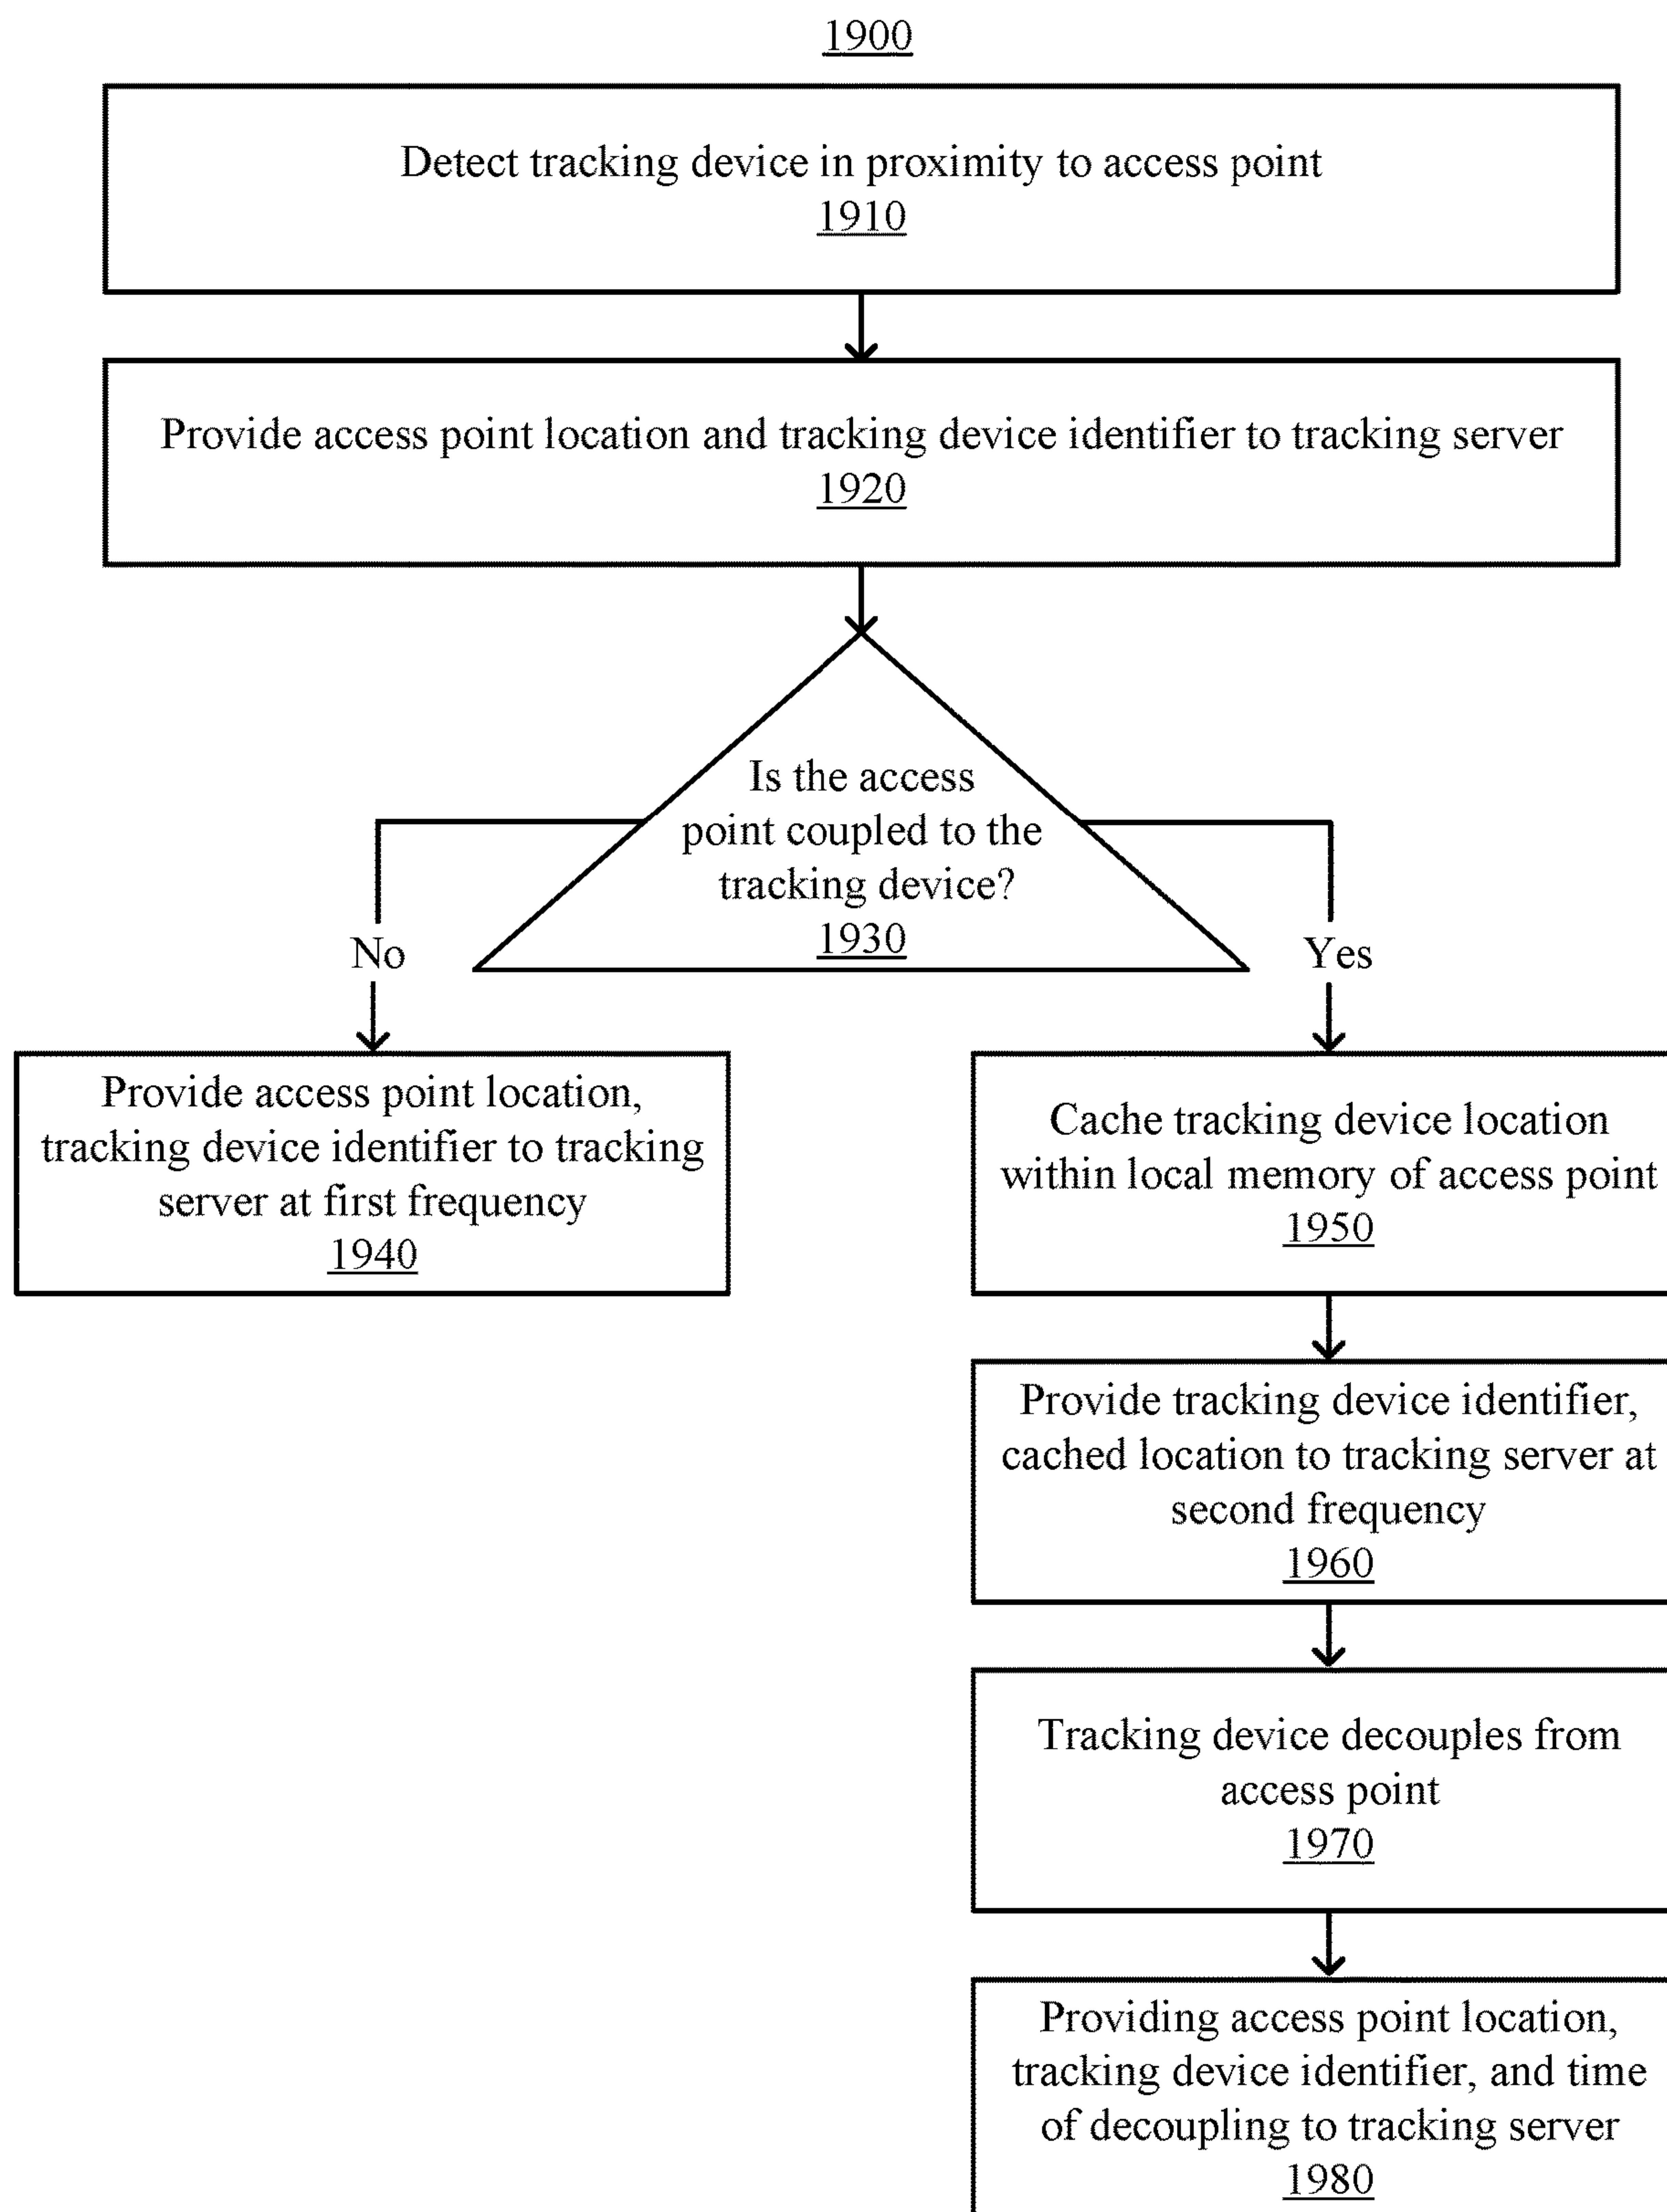 1900
Detect tracking device in proximity to access point
1910
Provide access point location and tracking device identifier to tracking server
1920
Is the access
point coupled to the
tracking device?
1930
No
Yes
Provide access point location,
tracking device identifier to tracking
server at first frequency
1940
Cache tracking device location
within local memory of access point
1950
Provide tracking device identifier,
cached location to tracking server at
second frequency
1960
Tracking device decouples from
access point
1970
Providing access point location,
tracking device identifier, and time
of decoupling to tracking server
1980